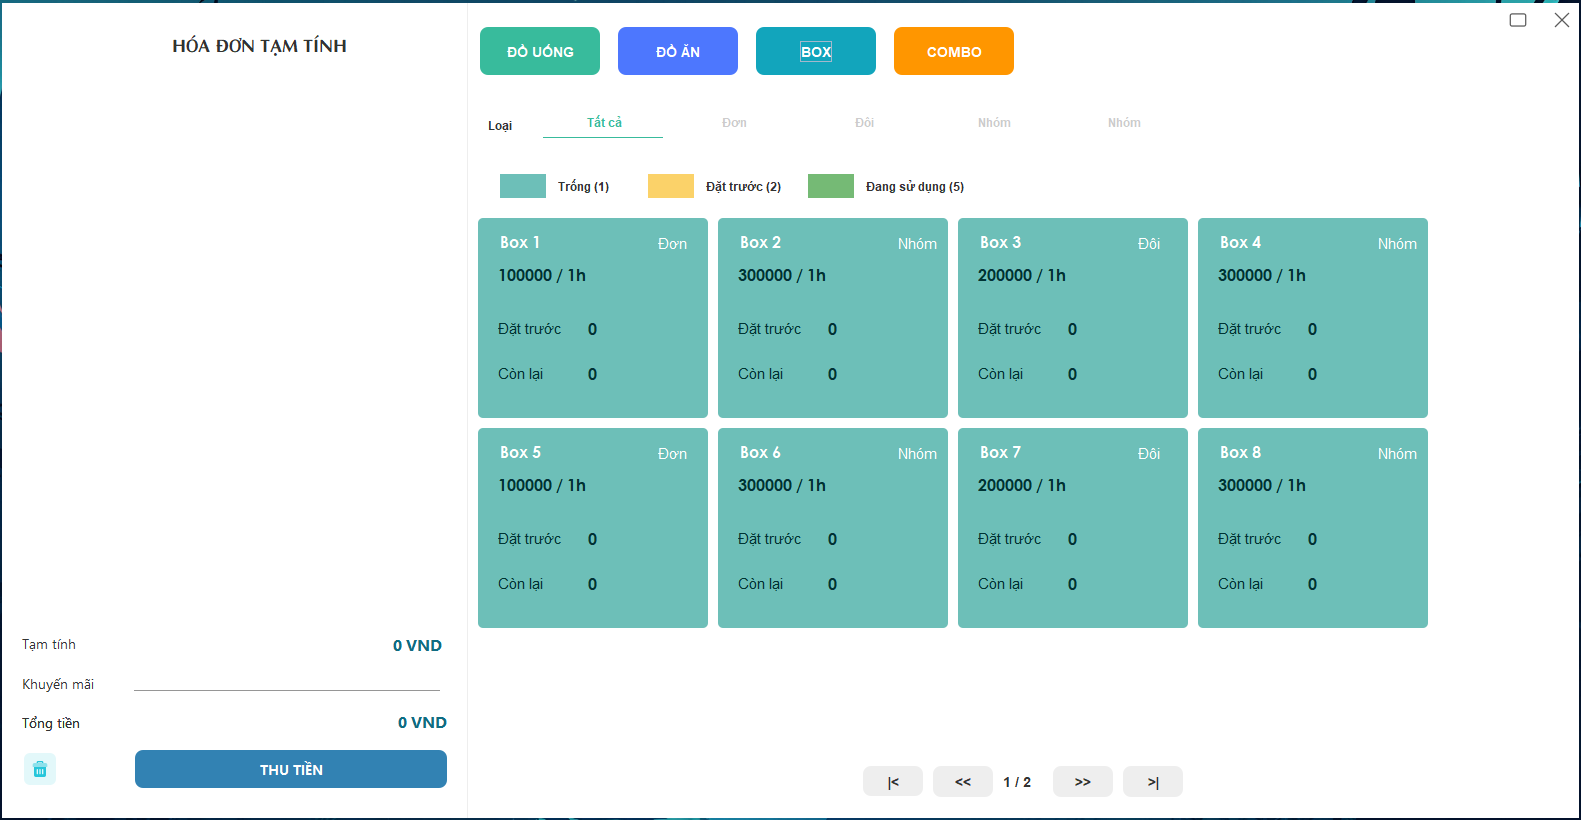 HÓA ĐƠN TẠM TÍNH
ĐỒ UỐNG
ĐỒ ĂN
BOX
COMBO
Loại
Tất cả
Đơn
Đôi
Nhóm
Nhóm
Trống (1)
Đặt trước (2)
Đang sử dụng (5)
Box 1 Đơn
100000 / 1h
Đặt trước 0
Còn lại 0
Box 2 Nhóm
300000 / 1h
Đặt trước 0
Còn lại 0
Box 3 Đôi
200000 / 1h
Đặt trước 0
Còn lại 0
Box 4 Nhóm
300000 / 1h
Đặt trước 0
Còn lại 0
Box 5 Đơn
100000 / 1h
Đặt trước 0
Còn lại 0
Box 6 Nhóm
300000 / 1h
Đặt trước 0
Còn lại 0
Box 7 Đôi
200000 / 1h
Đặt trước 0
Còn lại 0
Box 8 Nhóm
300000 / 1h
Đặt trước 0
Còn lại 0
Tạm tính 0 VND
Khuyến mãi
Tổng tiền 0 VND
THU TIỀN
|< << 1 / 2 >> >|